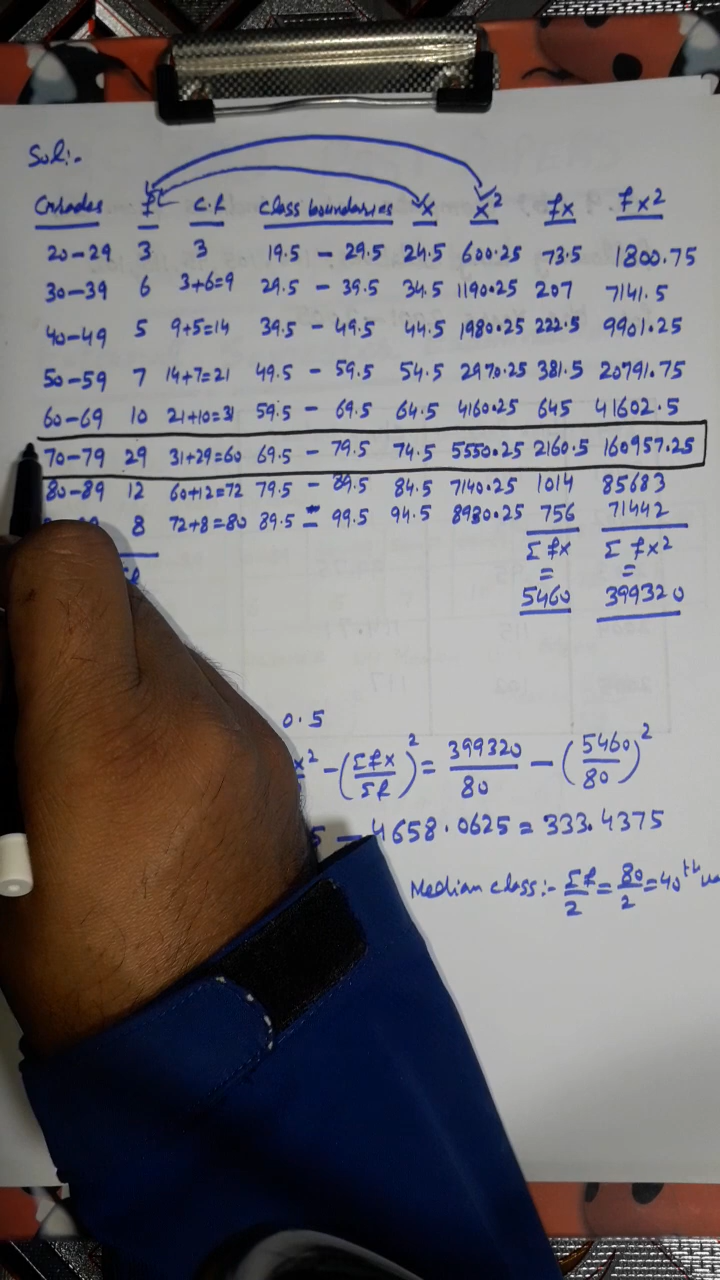 Sol:-
Grades f C.f Class boundaries x x² fx fx²
20-29 3 3 19.5 - 29.5 24.5 600.25 73.5 1800.75
30-39 6 3+6=9 29.5 - 39.5 34.5 1190.25 207 7141.5
40-49 5 9+5=14 39.5 - 49.5 44.5 1980.25 222.5 9901.25
50-59 7 14+7=21 49.5 - 59.5 54.5 2970.25 381.5 20791.75
60-69 10 21+10=31 59.5 - 69.5 64.5 4160.25 645 41602.5
70-79 29 31+29=60 69.5 - 79.5 74.5 5550.25 2160.5 160957.25
80-89 12 60+12=72 79.5 - 89.5 84.5 7140.25 1014 85683
8 72+8=80 89.5 - 99.5 94.5 8930.25 756 71442
Σfx Σfx²
= =
5460 399320
0.5
x² - (Σfx/Σf)² = 399320/80 - (5460/80)²
5 - 4658.0625 = 333.4375
Median class:- Σf/2 = 80/2 = 40th